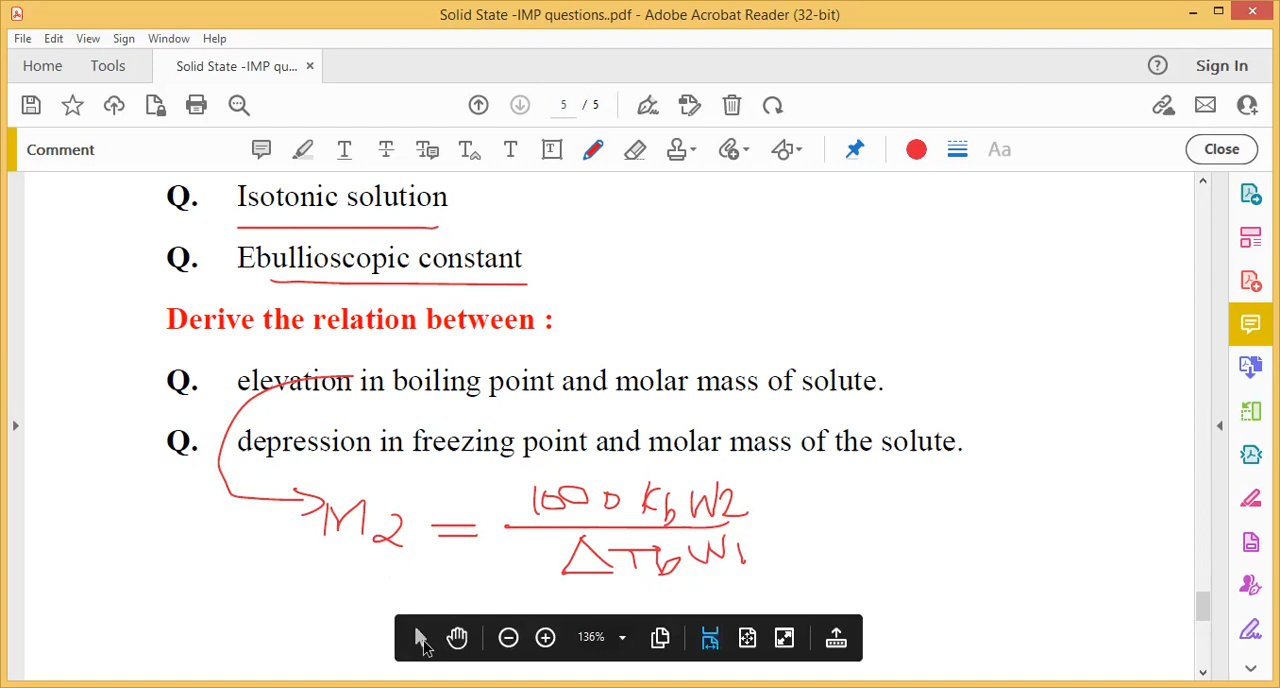 Solid State -IMP questions..pdf - Adobe Acrobat Reader (32-bit)
File Edit View Sign Window Help
Home Tools Solid State -IMP qu... × Sign In
5 / 5
Comment Aa Close
Q. Isotonic solution
Q. Ebullioscopic constant
Derive the relation between :
Q. elevation in boiling point and molar mass of solute.
Q. depression in freezing point and molar mass of the solute.
1000 Kb W2
M2 =
ΔTb W1
136%